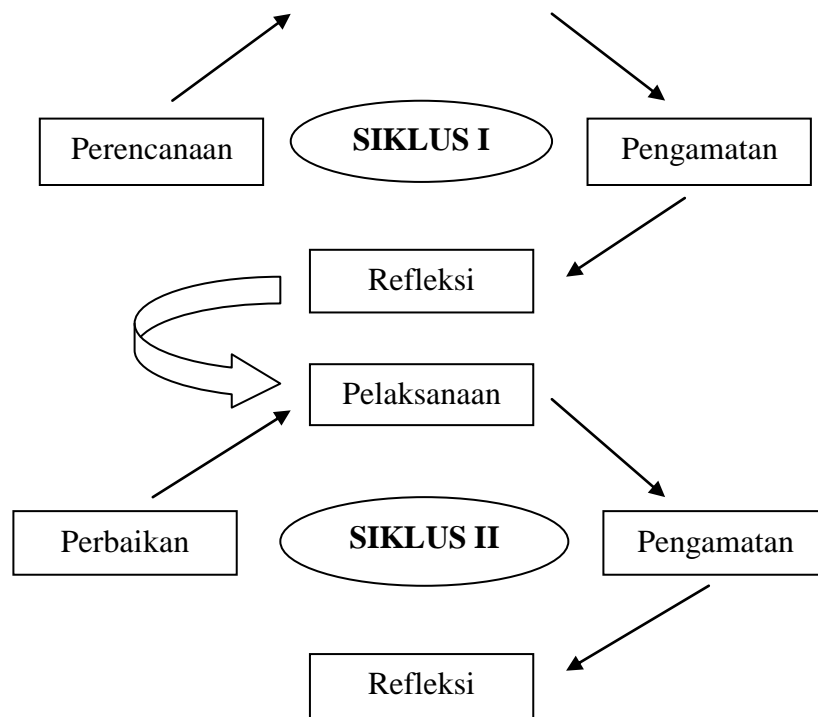 Perencanaan
SIKLUS I
Pengamatan
Refleksi
Pelaksanaan
Perbaikan
SIKLUS II
Pengamatan
Refleksi